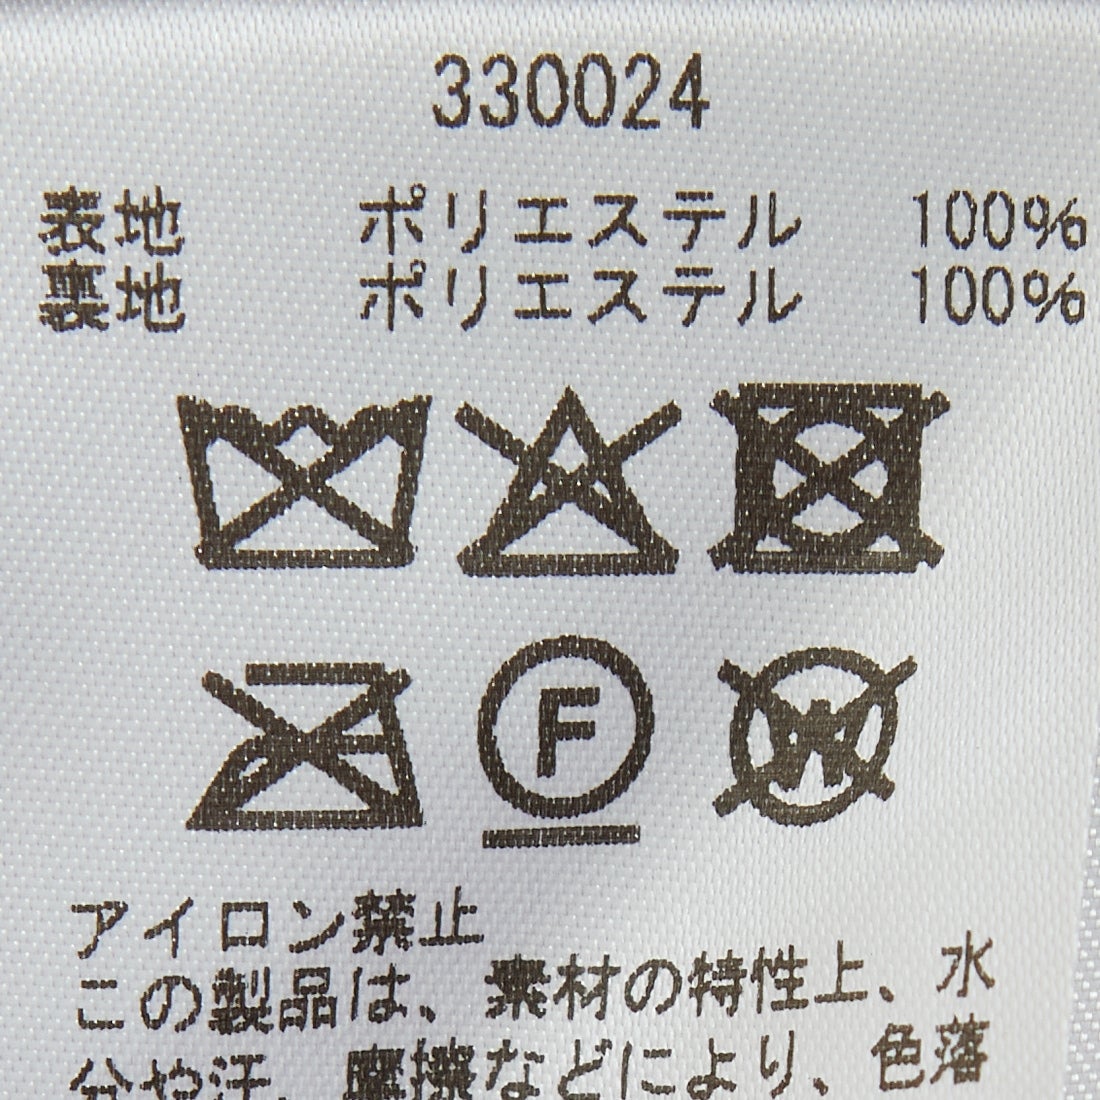 330024
表地 ポリエステル 100%
裏地 ポリエステル 100%
F
W
アイロン禁止
この製品は、素材の特性上、水
分や汗、摩擦などにより、色落